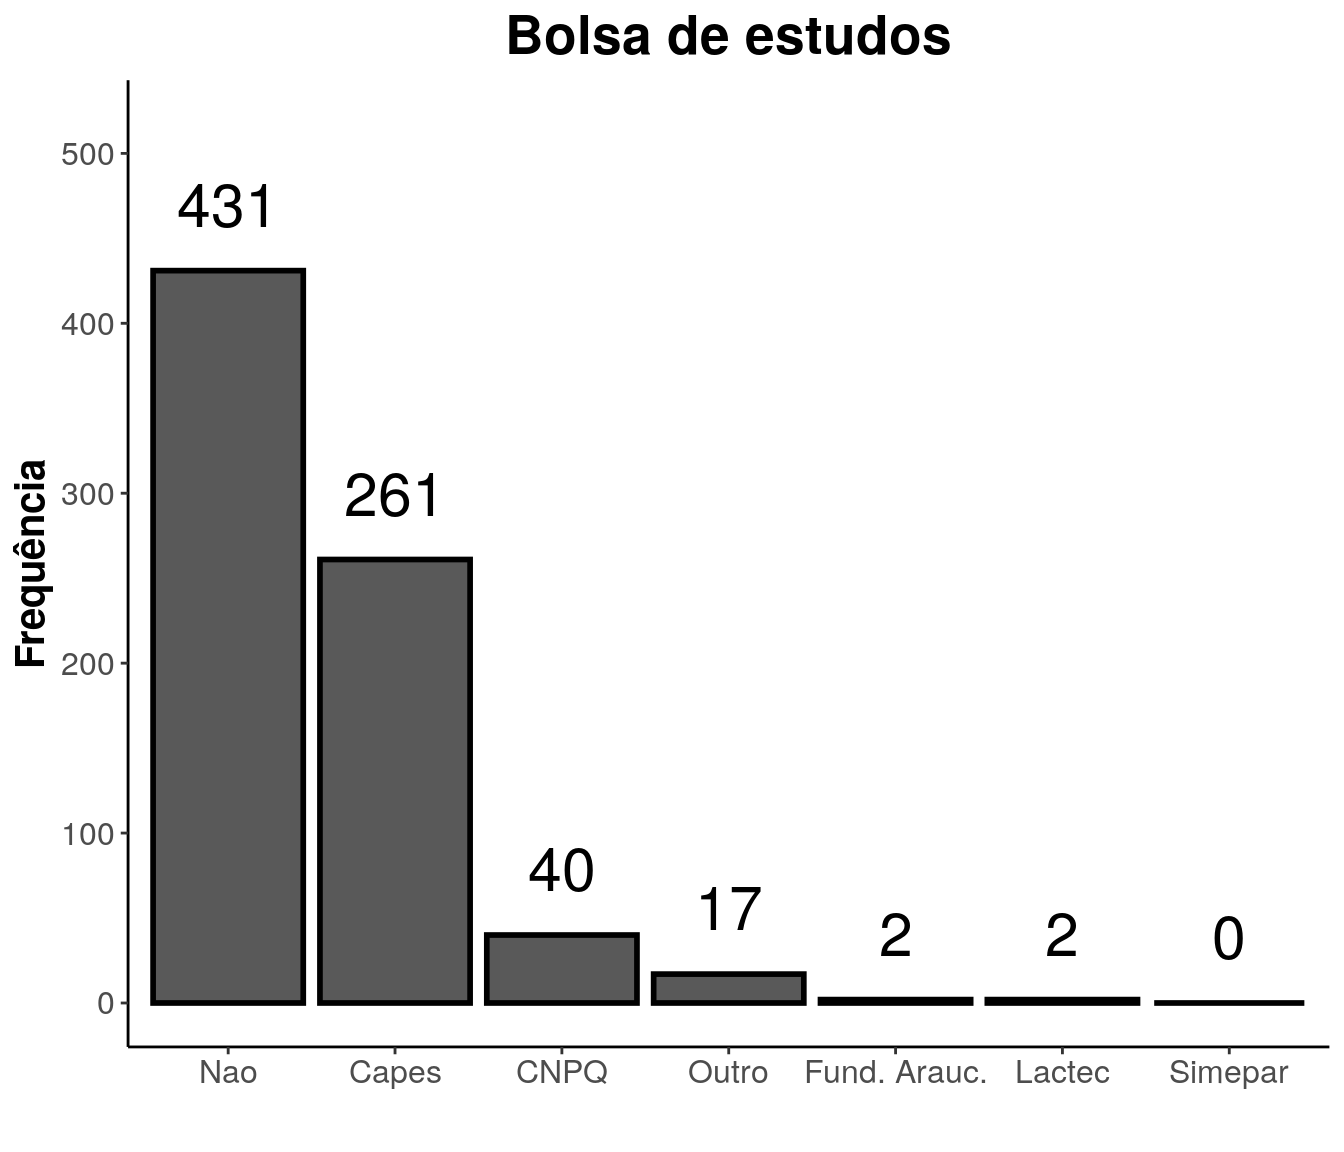 Bolsa de estudos
Frequência
500
400
300
200
100
0
431
261
40
17
2
2
0
Nao
Capes
CNPQ
Outro
Fund. Arauc.
Lactec
Simepar